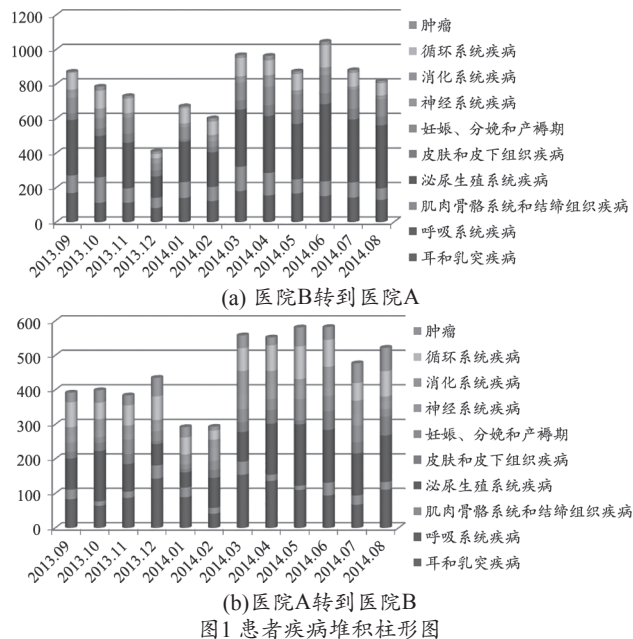 1200
1000
800
600
400
200
0
2013.09
2013.10
2013.11
2013.12
2014.01
2014.02
2014.03
2014.04
2014.05
2014.06
2014.07
2014.08
肿瘤
循环系统疾病
消化系统疾病
神经系统疾病
妊娠、分娩和产褥期
皮肤和皮下组织疾病
泌尿生殖系统疾病
肌肉骨骼系统和结缔组织疾病
呼吸系统疾病
耳和乳突疾病
(a) 医院B转到医院A
600
500
400
300
200
100
0
2013.09
2013.10
2013.11
2013.12
2014.01
2014.02
2014.03
2014.04
2014.05
2014.06
2014.07
2014.08
肿瘤
循环系统疾病
消化系统疾病
神经系统疾病
妊娠、分娩和产褥期
皮肤和皮下组织疾病
泌尿生殖系统疾病
肌肉骨骼系统和结缔组织疾病
呼吸系统疾病
耳和乳突疾病
(b)医院A转到医院B
图1 患者疾病堆积柱形图